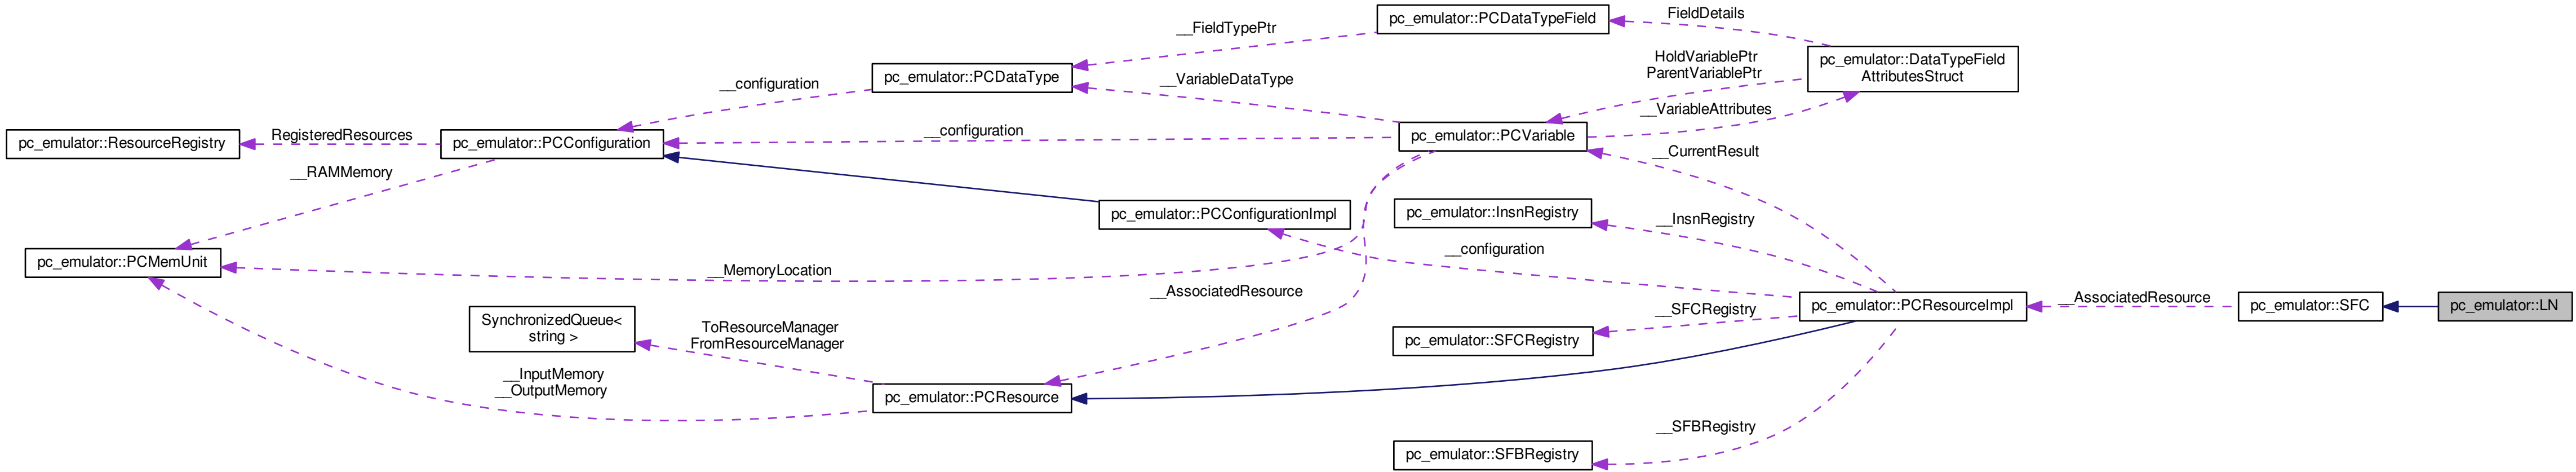 FieldDetails
pc_emulator::PCDataTypeField
__FieldTypePtr
HoldVariablePtr
ParentVariablePtr
pc_emulator::DataTypeField
AttributesStruct
pc_emulator::PCDataType
__configuration
__VariableDataType
__VariableAttributes
RegisteredResources
__configuration
pc_emulator::PCVariable
pc_emulator::ResourceRegistry
pc_emulator::PCConfiguration
__CurrentResult
__RAMMemory
pc_emulator::PCConfigurationImpl
pc_emulator::InsnRegistry
__InsnRegistry
__configuration
pc_emulator::PCMemUnit
__MemoryLocation
__AssociatedResource
__AssociatedResource
pc_emulator::PCResourceImpl
pc_emulator::SFC
pc_emulator::LN
__SFCRegistry
SynchronizedQueue<
string >
ToResourceManager
FromResourceManager
pc_emulator::SFCRegistry
__InputMemory
__OutputMemory
pc_emulator::PCResource
__SFBRegistry
pc_emulator::SFBRegistry